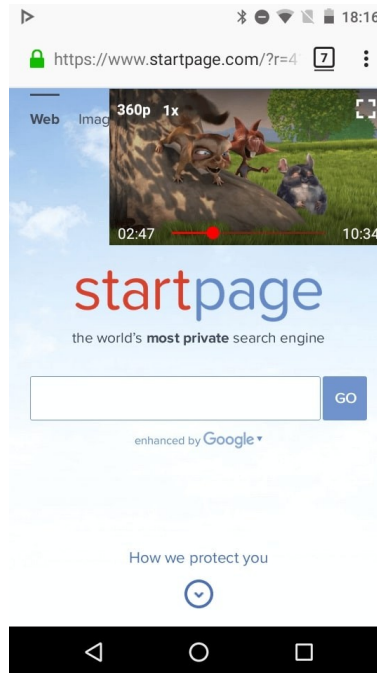 18:16
https://www.startpage.com/?r=4
7
Web Imag
360p 1x
02:47 10:34
startpage
the world's most private search engine
GO
enhanced by Google
How we protect you